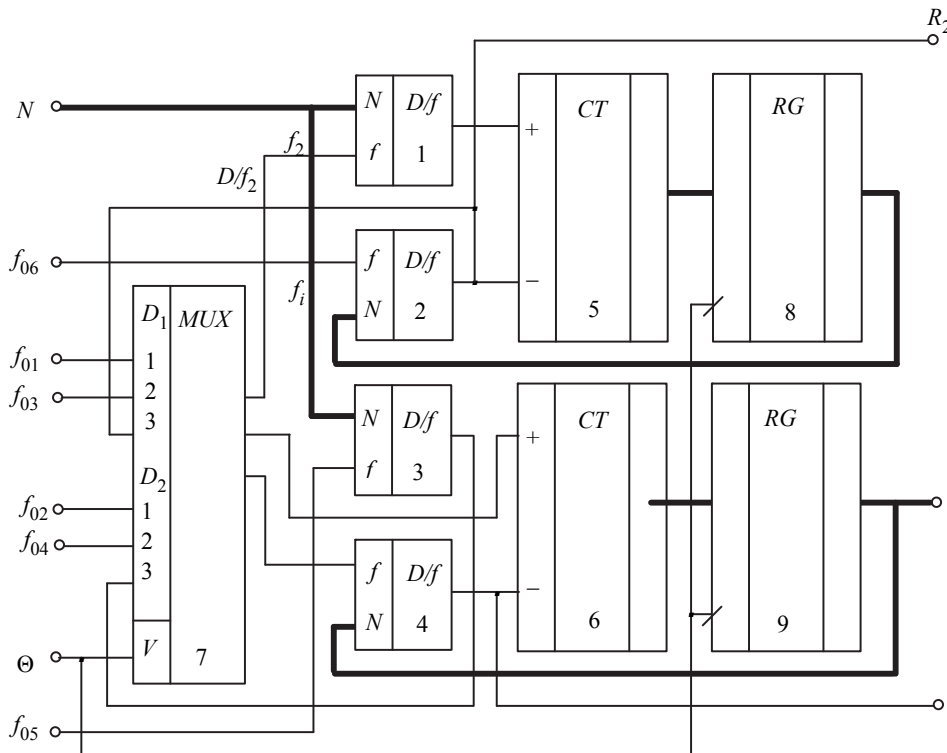 R₂
N
N D/f
f 1
f₂
D/f₂
+
CT
−
5
RG
8
f₀₆
f D/f
N 2
fᵢ
D₁ MUX
f₀₁
1
f₀₃
2
3
D₂
f₀₂
1
f₀₄
2
3
V 7
Θ
f₀₅
N D/f
f 3
f D/f
N 4
+
CT
−
6
RG
9